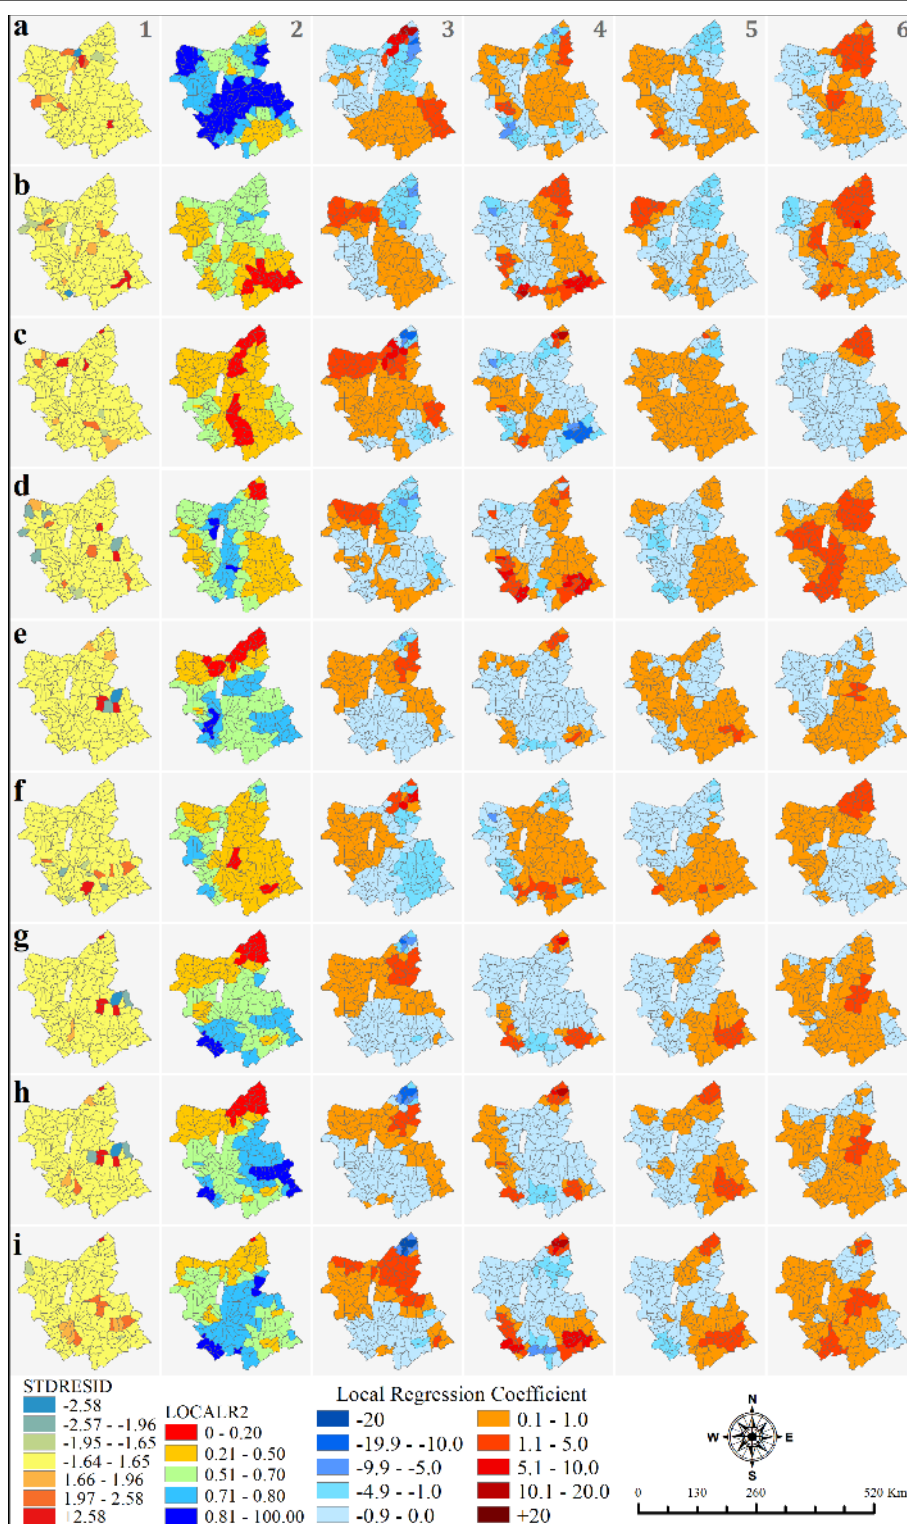 a 1 2 3 4 5 6
b
c
d
e
f
g
h
i
STDRESID
-2.58
-2.57 - -1.96
-1.95 - -1.65
-1.64 - -1.65
1.66 - 1.96
1.97 - 2.58
2.58
LOCALR2
0 - 0.20
0.21 - 0.50
0.51 - 0.70
0.71 - 0.80
0.81 - 100.00
Local Regression Coefficient
-20
-19.9 - -10.0
-9.9 - -5.0
-4.9 - -1.0
-0.9 - 0.0
0.1 - 1.0
1.1 - 5.0
5.1 - 10.0
10.1 - 20.0
+20
N
W E
S
0 130 260 520 Km